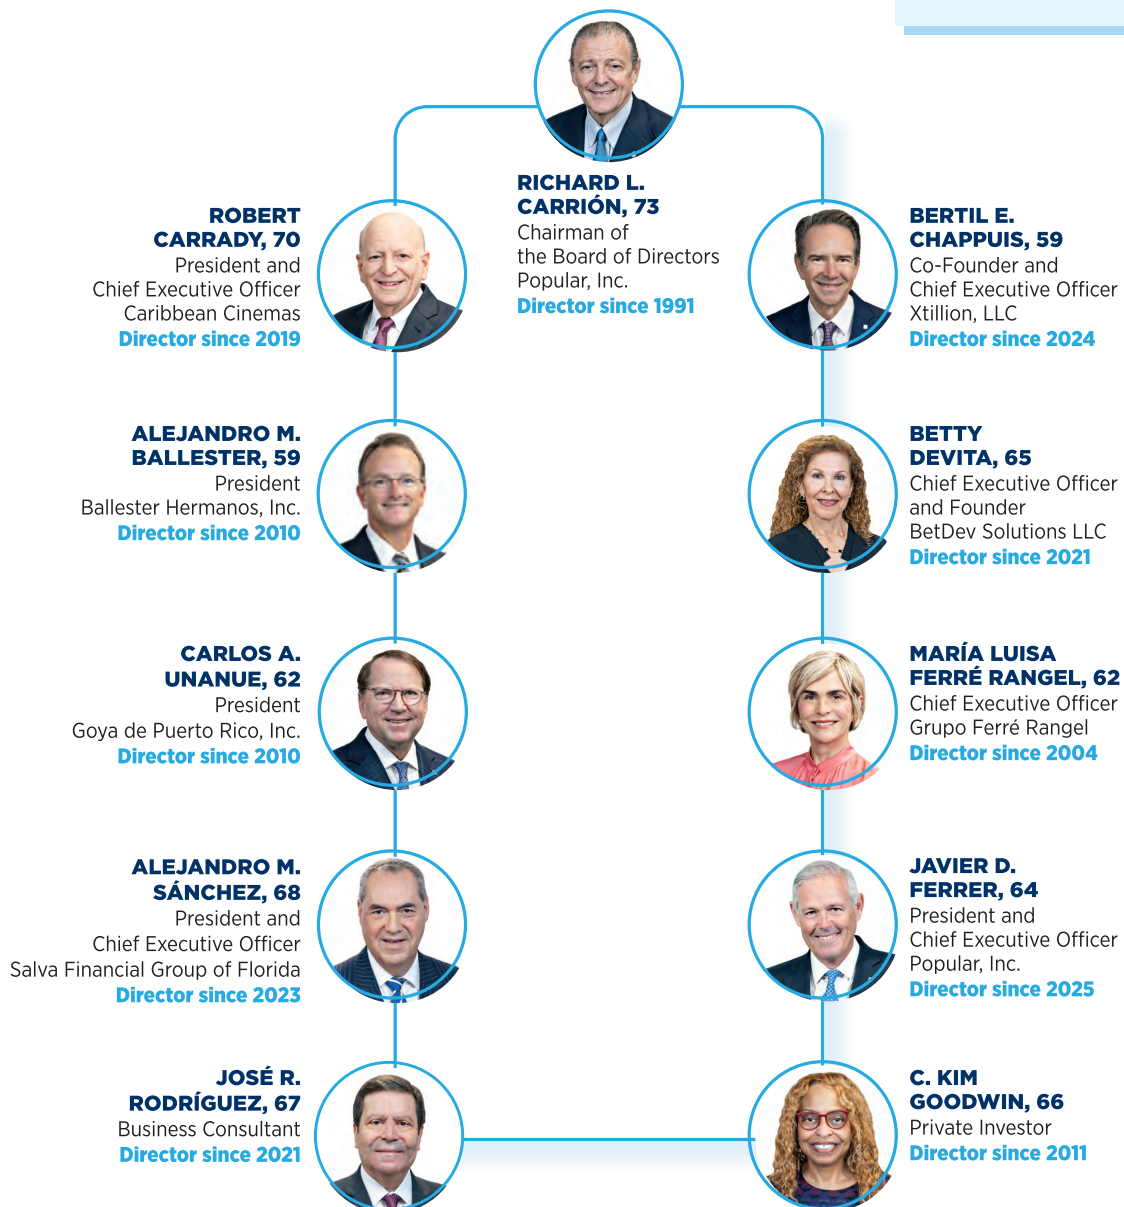 RICHARD L.
CARRIÓN, 73
Chairman of
the Board of Directors
Popular, Inc.
Director since 1991
ROBERT
CARRADY, 70
President and
Chief Executive Officer
Caribbean Cinemas
Director since 2019
BERTIL E.
CHAPPUIS, 59
Co-Founder and
Chief Executive Officer
Xtillion, LLC
Director since 2024
ALEJANDRO M.
BALLESTER, 59
President
Ballester Hermanos, Inc.
Director since 2010
BETTY
DEVITA, 65
Chief Executive Officer
and Founder
BetDev Solutions LLC
Director since 2021
CARLOS A.
UNANUE, 62
President
Goya de Puerto Rico, Inc.
Director since 2010
MARÍA LUISA
FERRÉ RANGEL, 62
Chief Executive Officer
Grupo Ferré Rangel
Director since 2004
ALEJANDRO M.
SÁNCHEZ, 68
President and
Chief Executive Officer
Salva Financial Group of Florida
Director since 2023
JAVIER D.
FERRER, 64
President and
Chief Executive Officer
Popular, Inc.
Director since 2025
JOSÉ R.
RODRÍGUEZ, 67
Business Consultant
Director since 2021
C. KIM
GOODWIN, 66
Private Investor
Director since 2011